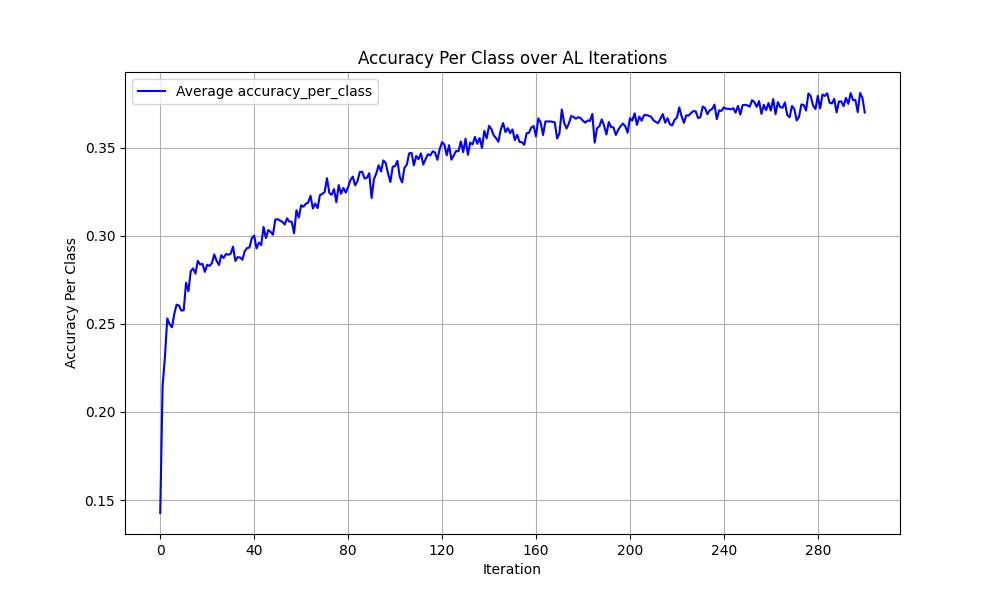 Accuracy Per Class over AL Iterations
Average accuracy_per_class
Accuracy Per Class
0.35
0.30
0.25
0.20
0.15
0 40 80 120 160 200 240 280
Iteration